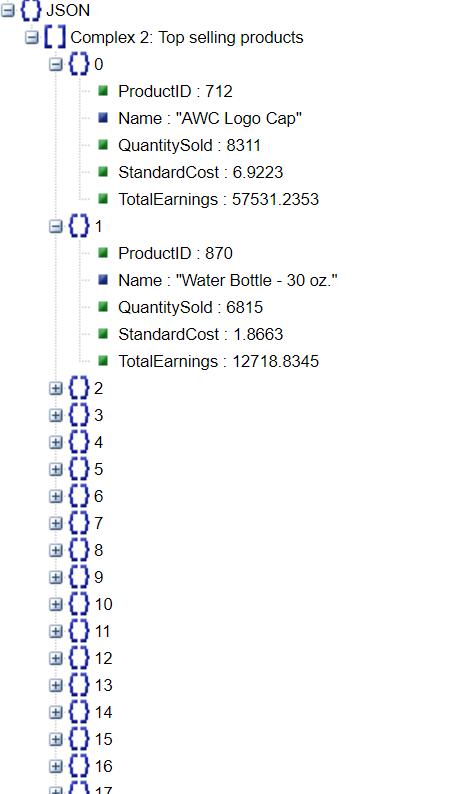 JSON
Complex 2: Top selling products
0
ProductID : 712
Name : "AWC Logo Cap"
QuantitySold : 8311
StandardCost : 6.9223
TotalEarnings : 57531.2353
1
ProductID : 870
Name : "Water Bottle - 30 oz."
QuantitySold : 6815
StandardCost : 1.8663
TotalEarnings : 12718.8345
2
3
4
5
6
7
8
9
10
11
12
13
14
15
16
17